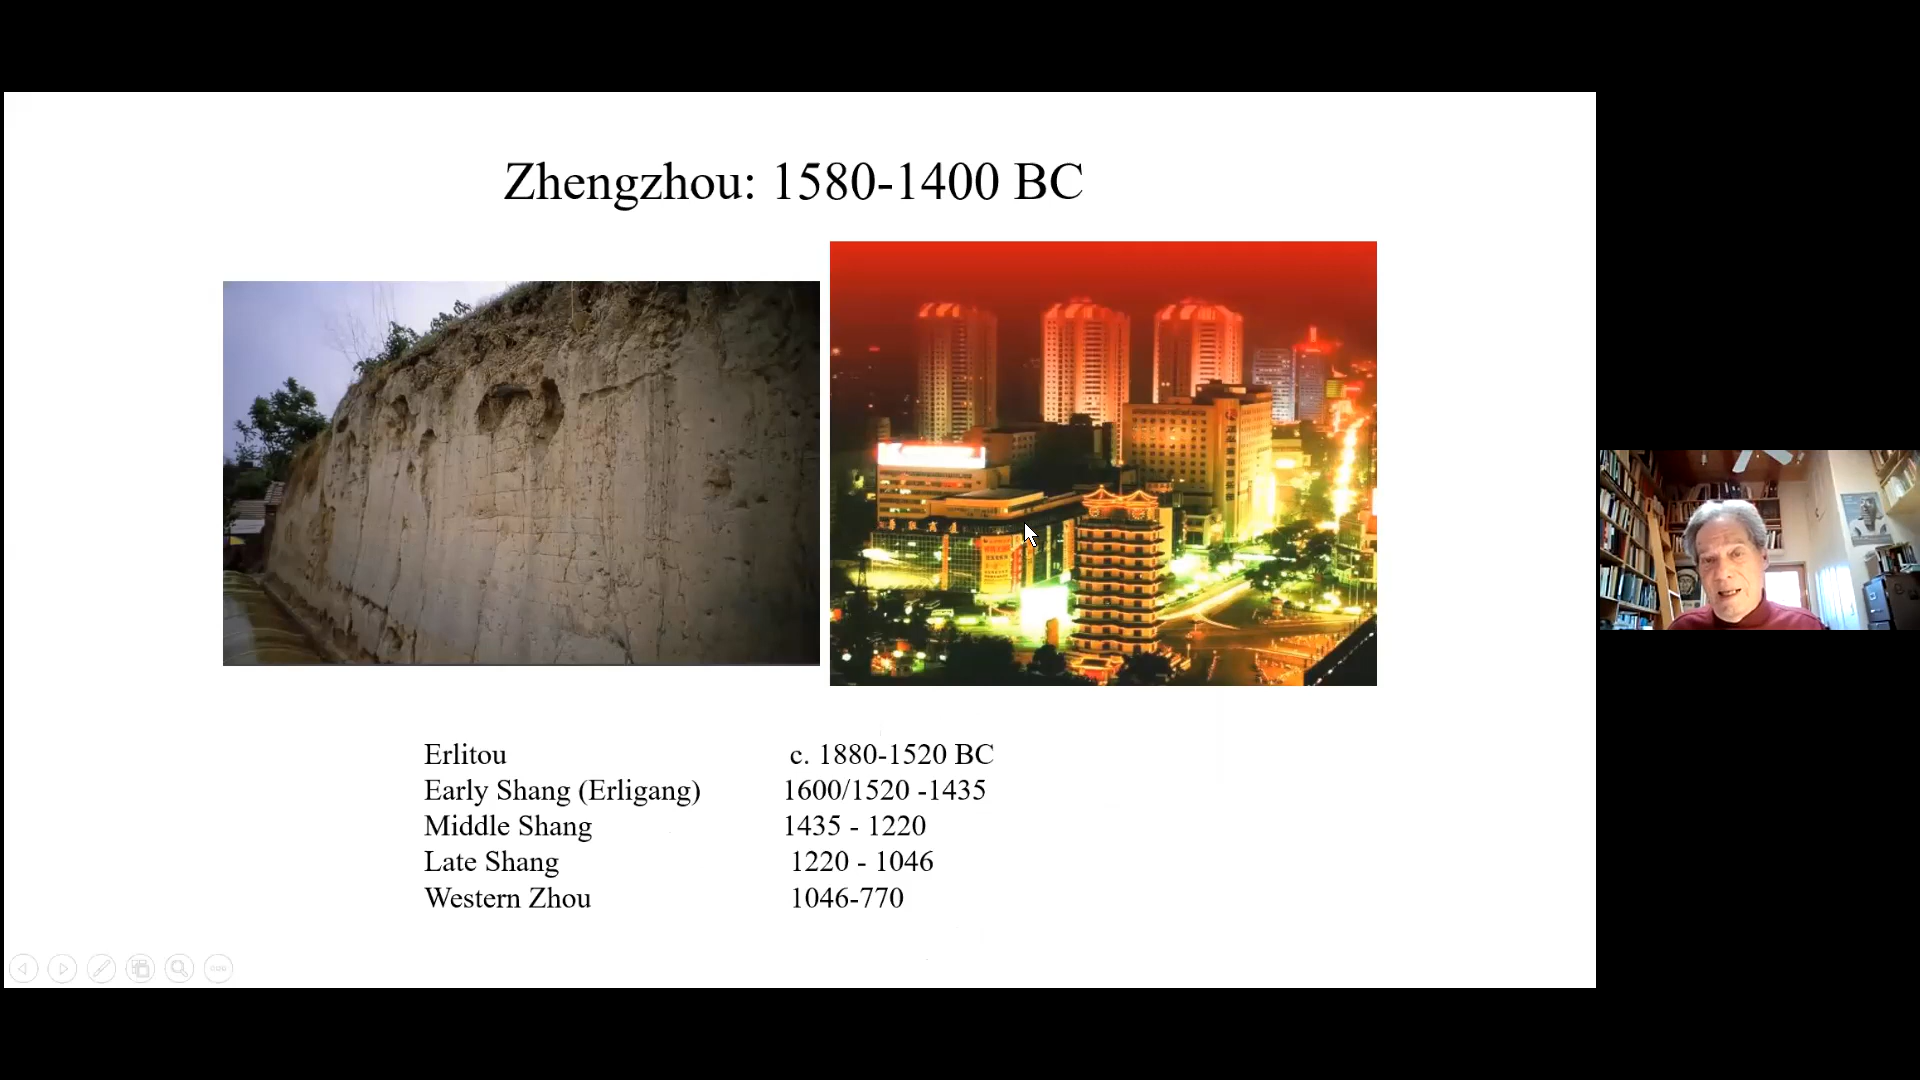 Zhengzhou: 1580-1400 BC
Erlitou c. 1880-1520 BC
Early Shang (Erligang) 1600/1520 -1435
Middle Shang 1435 - 1220
Late Shang 1220 - 1046
Western Zhou 1046-770